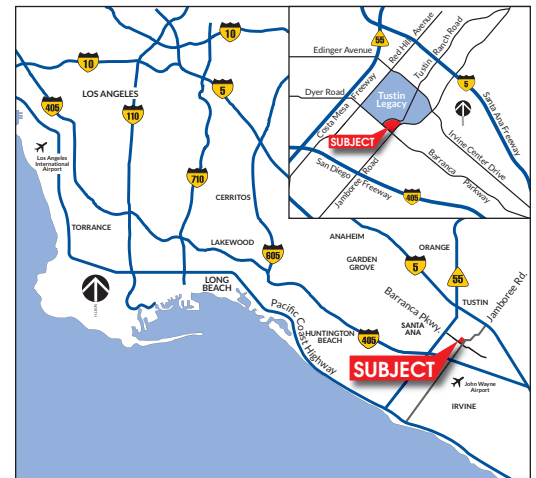 10
10
LOS ANGELES
405
110
5
Los Angeles
International
Airport
710
CERRITOS
TORRANCE
LAKEWOOD
605
LONG
BEACH
NORTH
Pacific Coast Highway
HUNTINGTON
BEACH
405
ANAHEIM
GARDEN
GROVE
ORANGE
5
55
TUSTIN
Barranca Pkwy.
SANTA
ANA
Jamboree Rd.
SUBJECT
John Wayne
Airport
IRVINE
55
Red Hill Avenue
Tustin Ranch Road
Edinger Avenue
5
Dyer Road
Tustin
Legacy
Costa Mesa Freeway
Santa Ana Freeway
SUBJECT
Irvine Center Drive
Barranca Parkway
San Diego Freeway
Jamboree Road
405